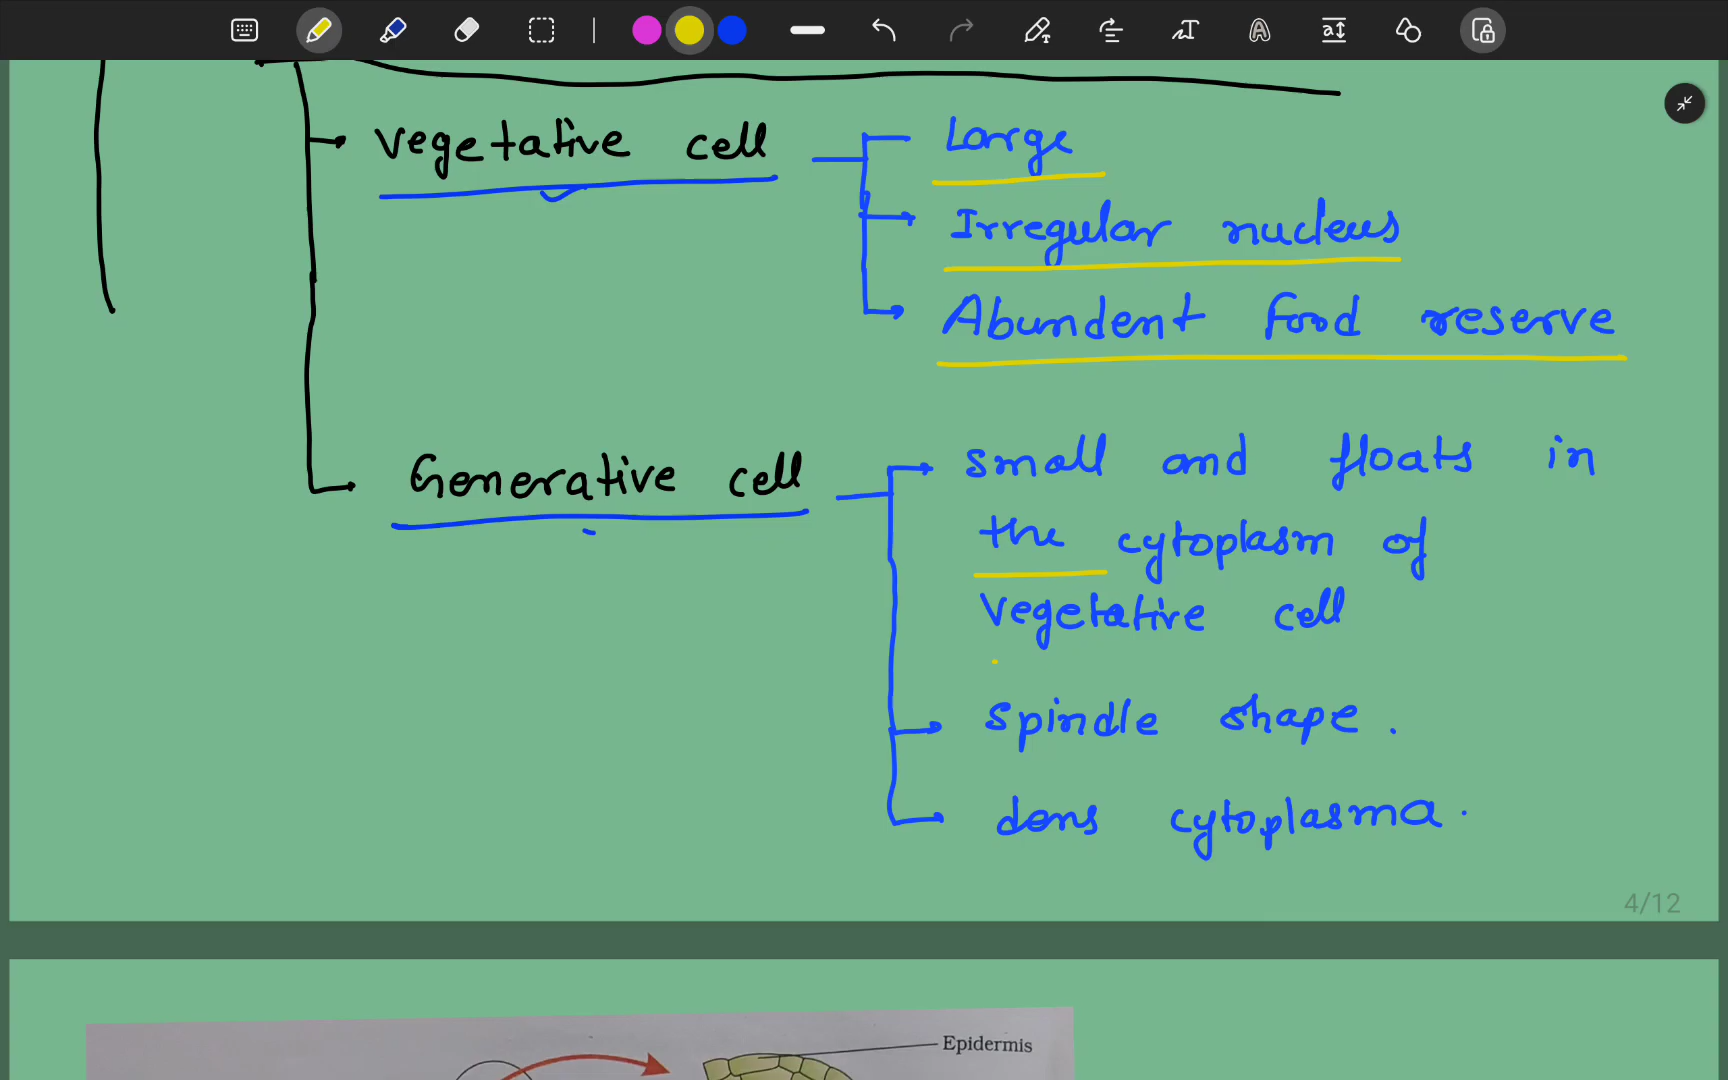 Vegetative cell
Large
Irregular nucleus
Abundent food reserve
Generative cell
small and floats in
the cytoplasm of
Vegetative cell
spindle shape.
dens cytoplasma.
4/12
Epidermis